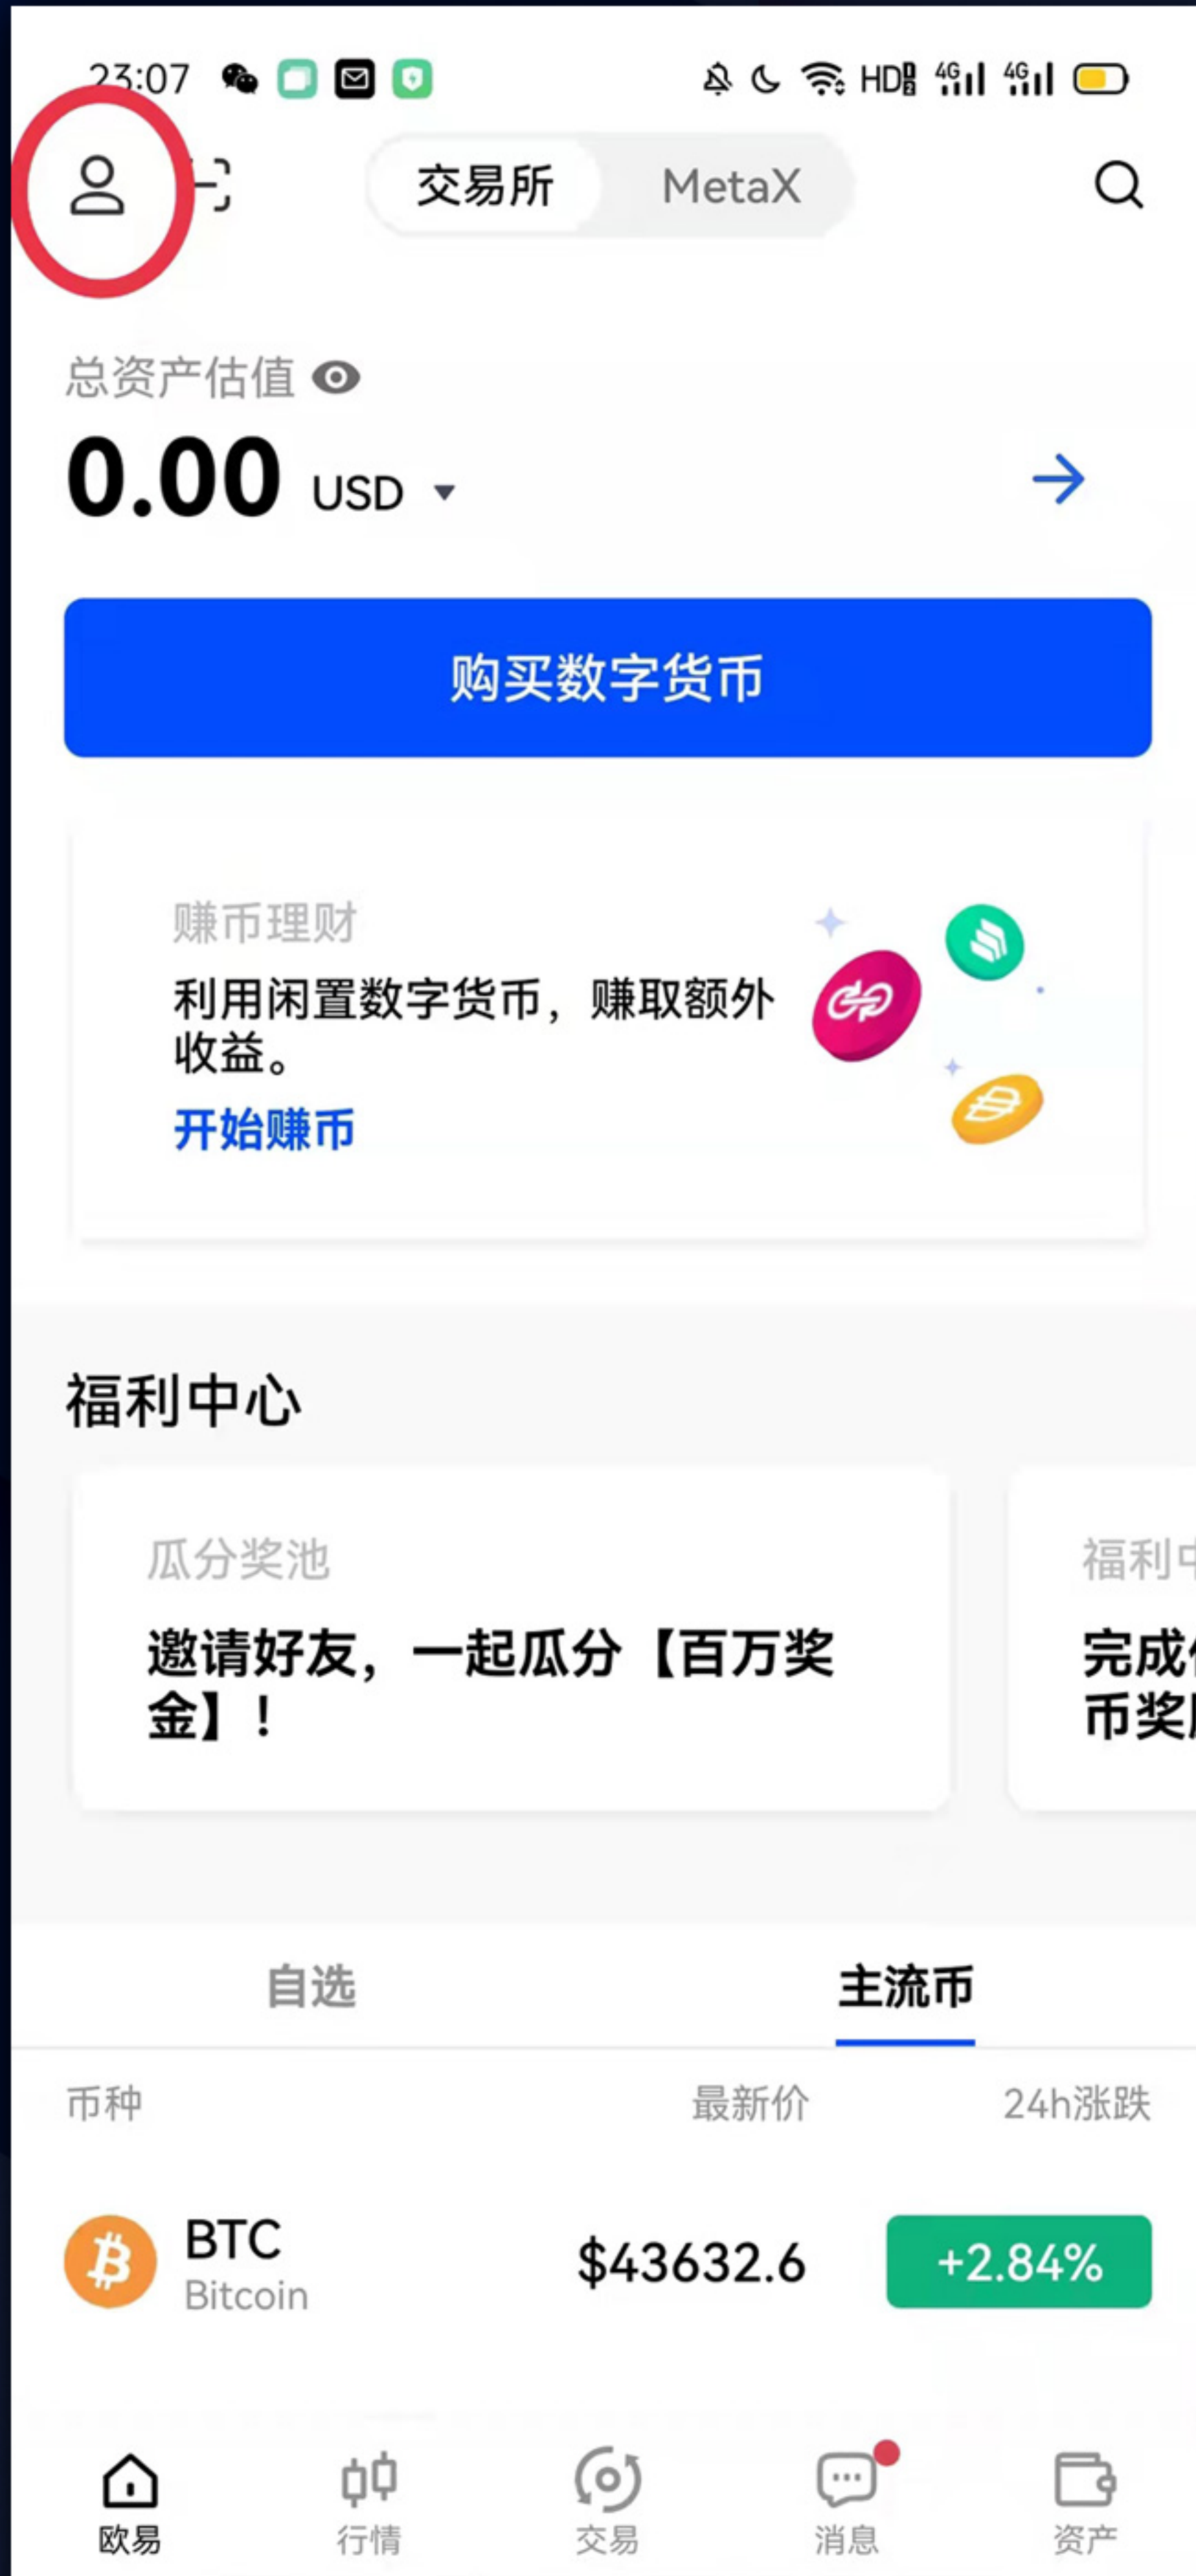 23:07
HD 4G 4G
交易所 MetaX
总资产估值
0.00 USD
购买数字货币
赚币理财
利用闲置数字货币，赚取额外
收益。
开始赚币
福利中心
瓜分奖池
邀请好友，一起瓜分【百万奖
金】！
福利
完成
币奖
自选 主流币
币种 最新价 24h涨跌
BTC $43632.6 +2.84%
Bitcoin
欧易 行情 交易 消息 资产